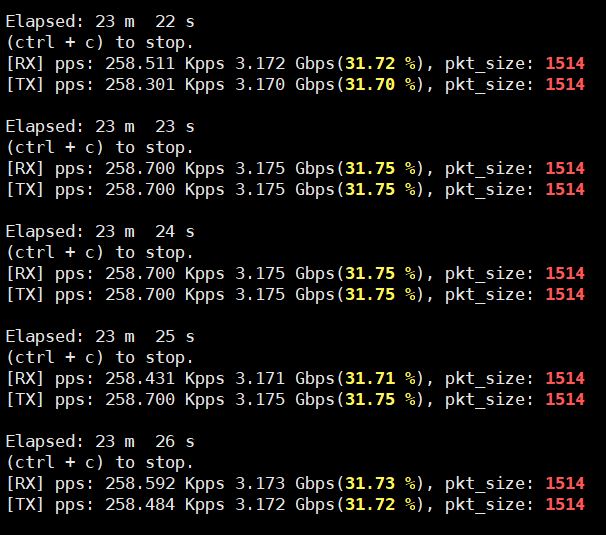 Elapsed: 23 m  22 s
(ctrl + c) to stop.
[RX] pps: 258.511 Kpps 3.172 Gbps(31.72 %), pkt_size: 1514
[TX] pps: 258.301 Kpps 3.170 Gbps(31.70 %), pkt_size: 1514

Elapsed: 23 m  23 s
(ctrl + c) to stop.
[RX] pps: 258.700 Kpps 3.175 Gbps(31.75 %), pkt_size: 1514
[TX] pps: 258.700 Kpps 3.175 Gbps(31.75 %), pkt_size: 1514

Elapsed: 23 m  24 s
(ctrl + c) to stop.
[RX] pps: 258.700 Kpps 3.175 Gbps(31.75 %), pkt_size: 1514
[TX] pps: 258.700 Kpps 3.175 Gbps(31.75 %), pkt_size: 1514

Elapsed: 23 m  25 s
(ctrl + c) to stop.
[RX] pps: 258.431 Kpps 3.171 Gbps(31.71 %), pkt_size: 1514
[TX] pps: 258.700 Kpps 3.175 Gbps(31.75 %), pkt_size: 1514

Elapsed: 23 m  26 s
(ctrl + c) to stop.
[RX] pps: 258.592 Kpps 3.173 Gbps(31.73 %), pkt_size: 1514
[TX] pps: 258.484 Kpps 3.172 Gbps(31.72 %), pkt_size: 1514